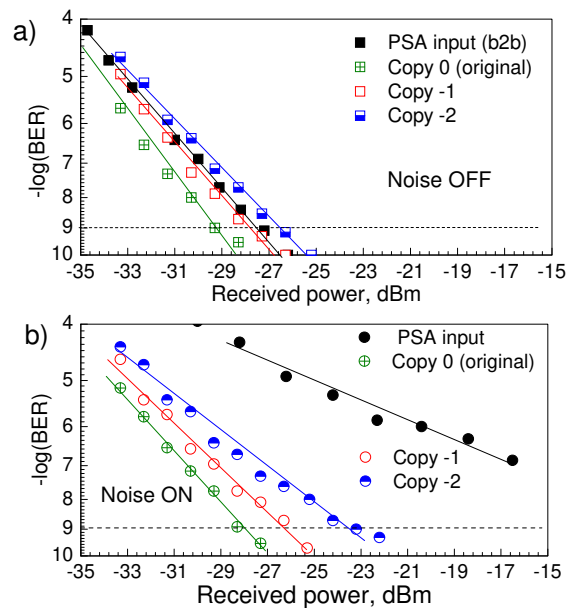 a)
4
5
6
7
8
9
10
-log(BER)
PSA input (b2b)
Copy 0 (original)
Copy -1
Copy -2
Noise OFF
-35 -33 -31 -29 -27 -25 -23 -21 -19 -17 -15
Received power, dBm
b)
4
5
6
7
8
9
10
-log(BER)
PSA input
Copy 0 (original)
Copy -1
Copy -2
Noise ON
-35 -33 -31 -29 -27 -25 -23 -21 -19 -17 -15
Received power, dBm